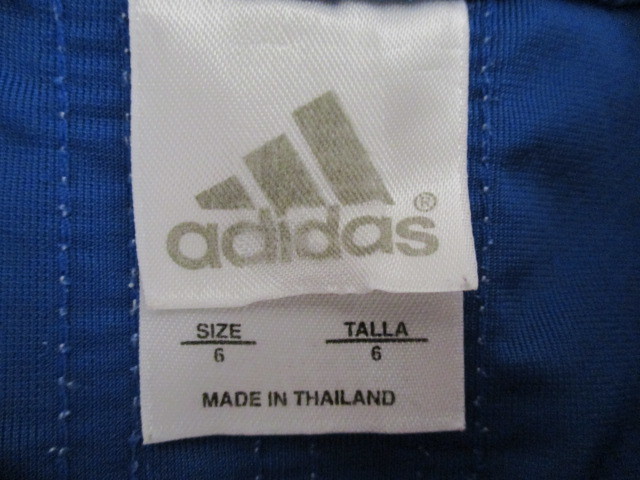 adidas®
SIZE TALLA
6 6
MADE IN THAILAND